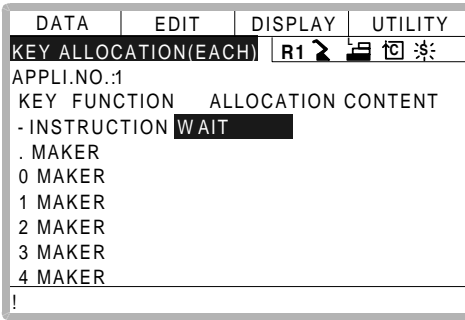 DATA EDIT DISPLAY UTILITY
KEY ALLOCATION(EACH) R1 C S
APPLI.NO.:1
KEY FUNCTION ALLOCATION CONTENT
- INSTRUCTION WAIT
. MAKER
0 MAKER
1 MAKER
2 MAKER
3 MAKER
4 MAKER
!